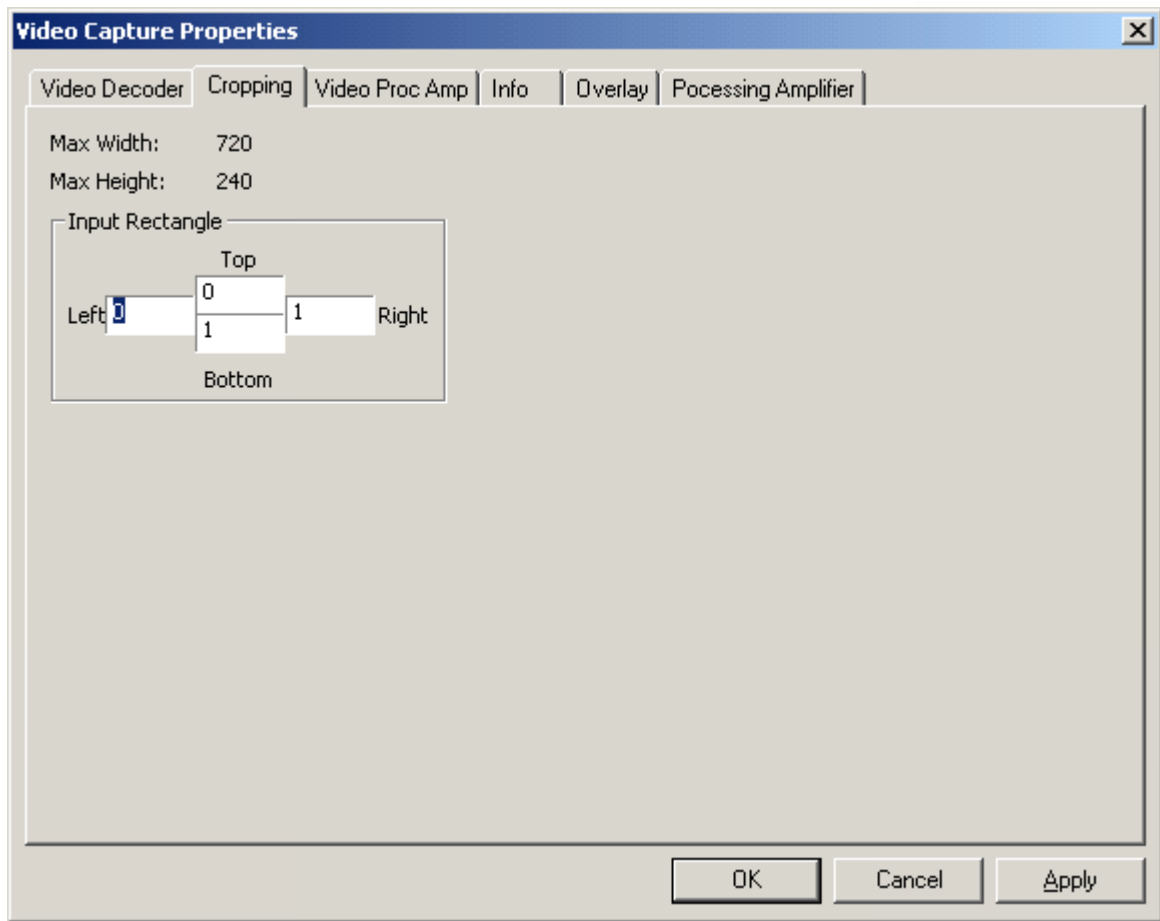 Video Capture Properties
Video Decoder Cropping Video Proc Amp Info Overlay Pocessing Amplifier
Max Width: 720
Max Height: 240
Input Rectangle
Top
0
Left 0 1 Right
1
Bottom
OK Cancel Apply